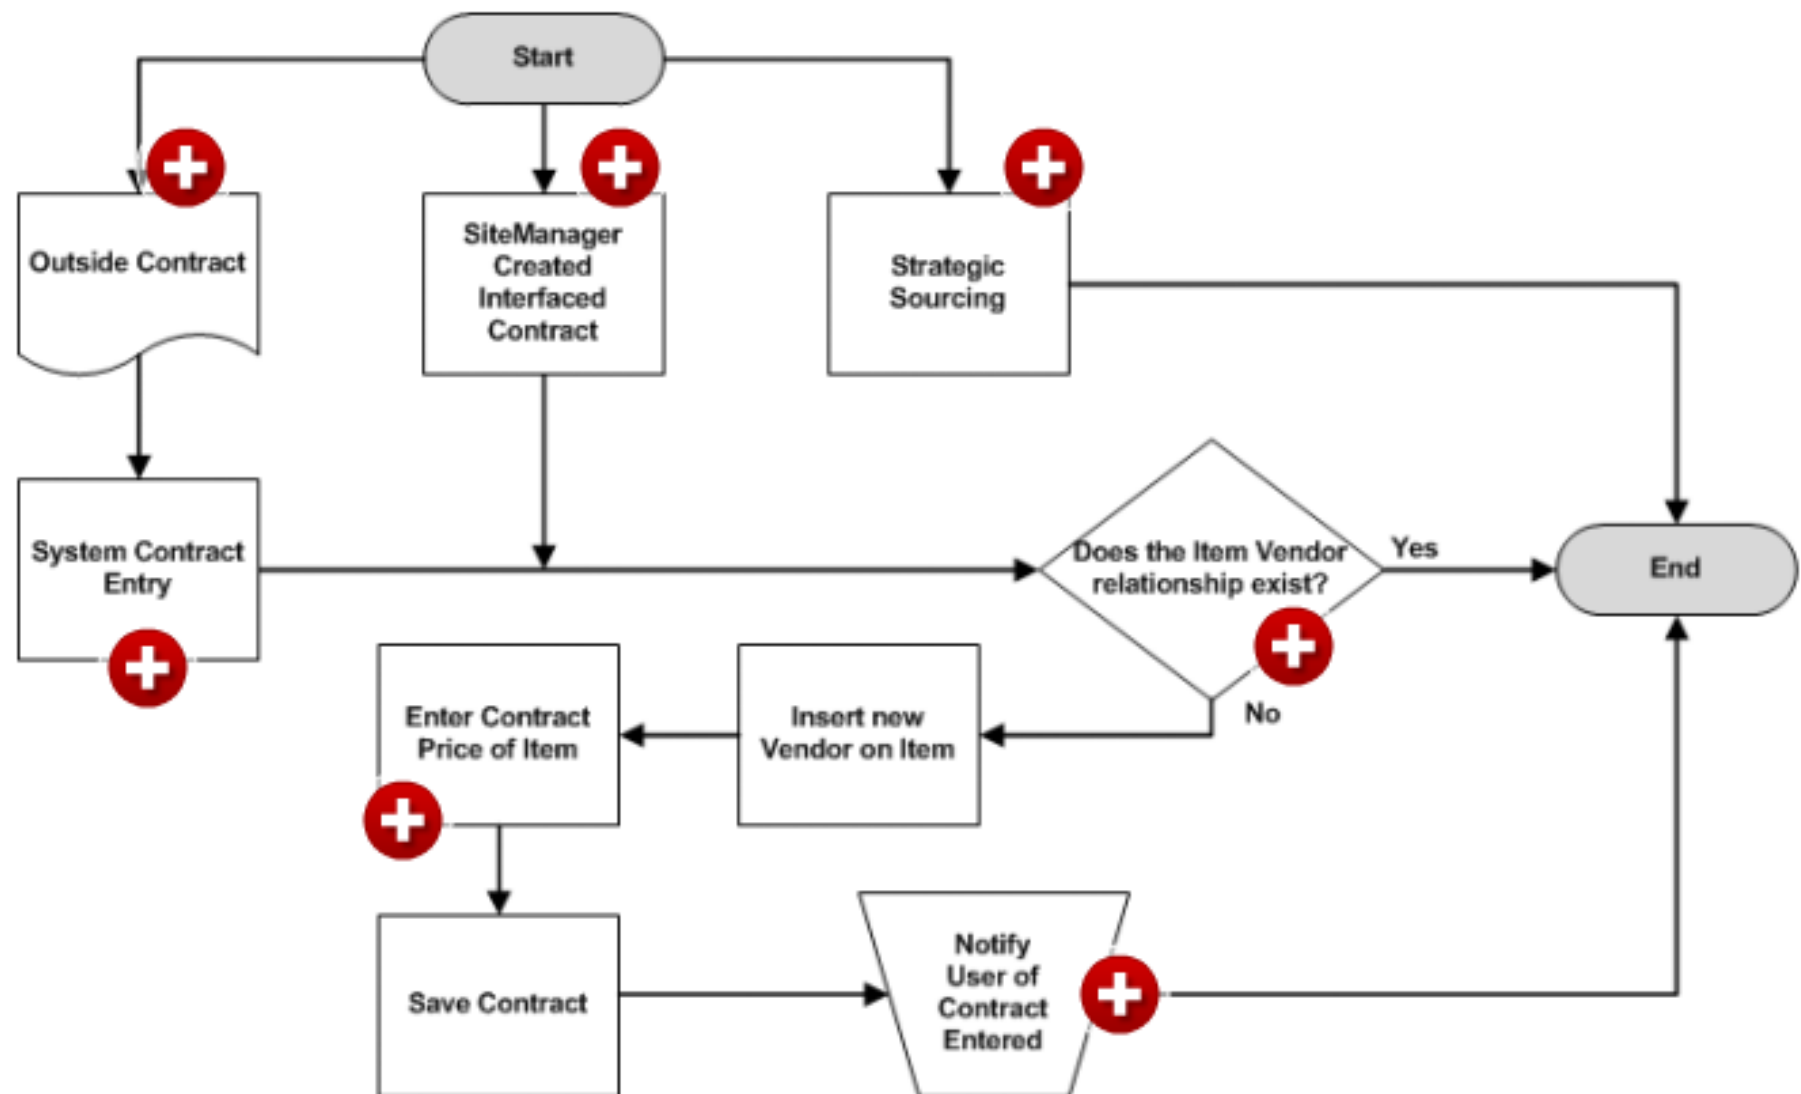 Start
Outside Contract
SiteManager
Created
Interfaced
Contract
Strategic
Sourcing
System Contract
Entry
Does the Item Vendor
relationship exist?
Yes
End
No
Enter Contract
Price of Item
Insert new
Vendor on Item
Save Contract
Notify
User of
Contract
Entered